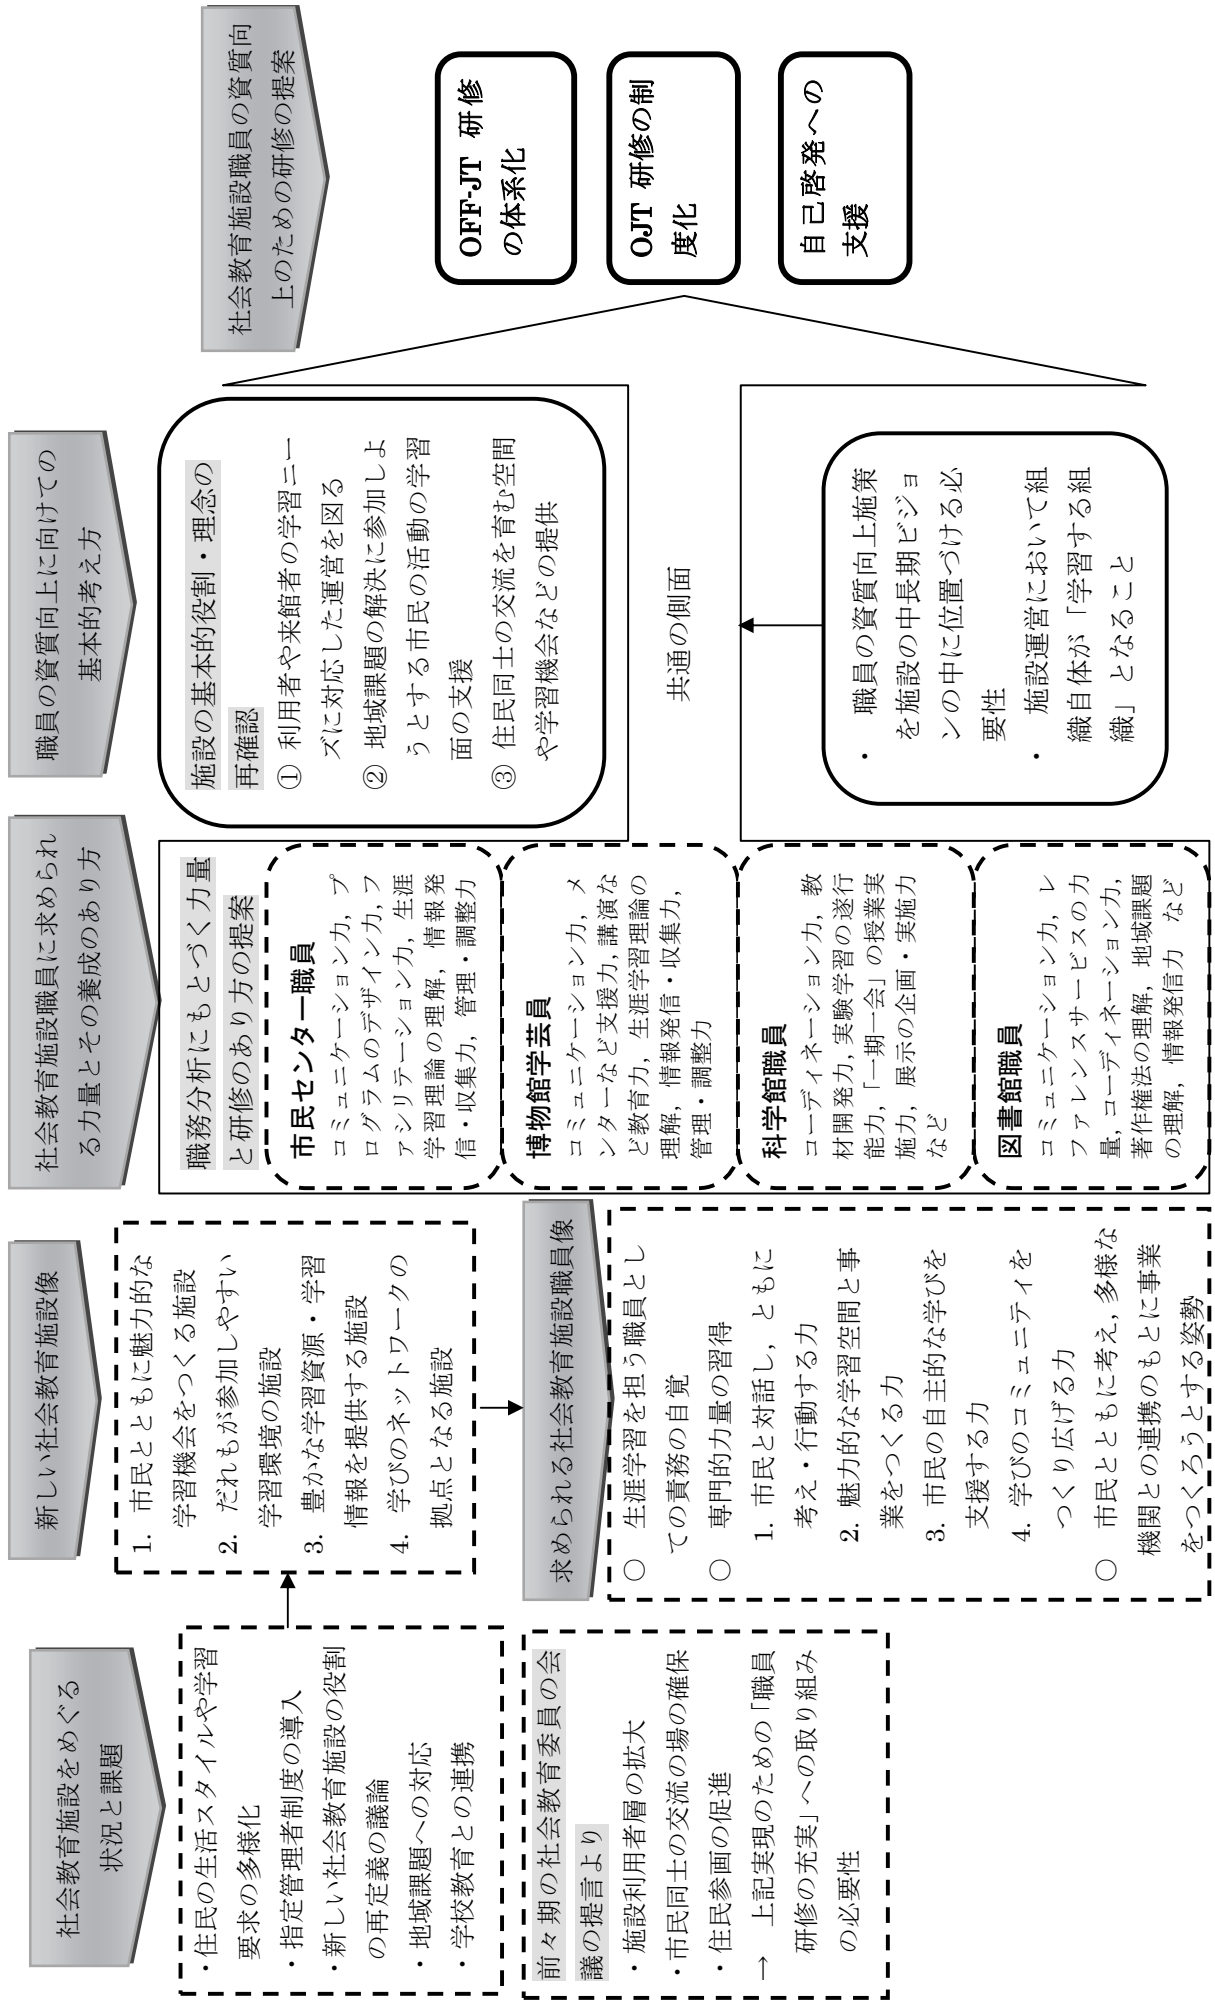 社会教育施設をめぐる
状況と課題
・住民の生活スタイルや学習
要求の多様化
・指定管理者制度の導入
・新しい社会教育施設の役割
の再定義の議論
・地域課題への対応
・学校教育との連携
前々期の社会教育委員の会
議の提言より
・施設利用者層の拡大
・市民同士の交流の場の確保
・住民参画の促進
→ 上記実現のための「職員
研修の充実」への取り組み
の必要性
新しい社会教育施設像
1. 市民とともに魅力的な
学習機会をつくる施設
2. だれもが参加しやすい
学習環境の施設
3. 豊かな学習資源・学習
情報を提供する施設
4. 学びのネットワークの
拠点となる施設
求められる社会教育施設職員像
○ 生涯学習を担う職員とし
ての責務の自覚
○ 専門的力量の習得
1. 市民と対話し，ともに
考え・行動する力
2. 魅力的な学習空間と事
業をつくる力
3. 市民の自主的な学びを
支援する力
4. 学びのコミュニティを
つくり広げる力
○ 市民とともに考え，多様な
機関との連携のもとに事業
をつくろうとする姿勢
社会教育施設職員に求められ
る力量とその養成のあり方
職務分析にもとづく力量
と研修のあり方の提案
市民センター職員
コミュニケーション力，プ
ログラムのデザイン力，フ
ァシリテーション力，生涯
学習理論の理解，情報発
信・収集力，管理・調整力
博物館学芸員
コミュニケーション力，メ
ンターなど支援力，講演な
ど教育力，生涯学習理論の
理解，情報発信・収集力，
管理・調整力
科学館職員
コーディネーション力，教
材開発力，実験学習の遂行
能力，「一期一会」の授業実
施力，展示の企画・実施力
など
図書館職員
コミュニケーション力，レ
ファレンスサービスの力
量，コーディネーション力，
著作権法の理解，地域課題
の理解，情報発信力 など
職員の資質向上に向けての
基本的考え方
施設の基本的役割・理念の
再確認
① 利用者や来館者の学習ニー
ズに対応した運営を図る
② 地域課題の解決に参加しよ
うとする市民の活動の学習
面の支援
③ 住民同士の交流を育む空間
や学習機会などの提供
共通の側面
・ 職員の資質向上施策
を施設の中長期ビジョ
ンの中に位置づける必
要性
・ 施設運営において組
織自体が「学習する組
織」となること
社会教育施設職員の資質向
上のための研修の提案
OFF-JT 研修
の体系化
OJT 研修の制
度化
自己啓発への
支援